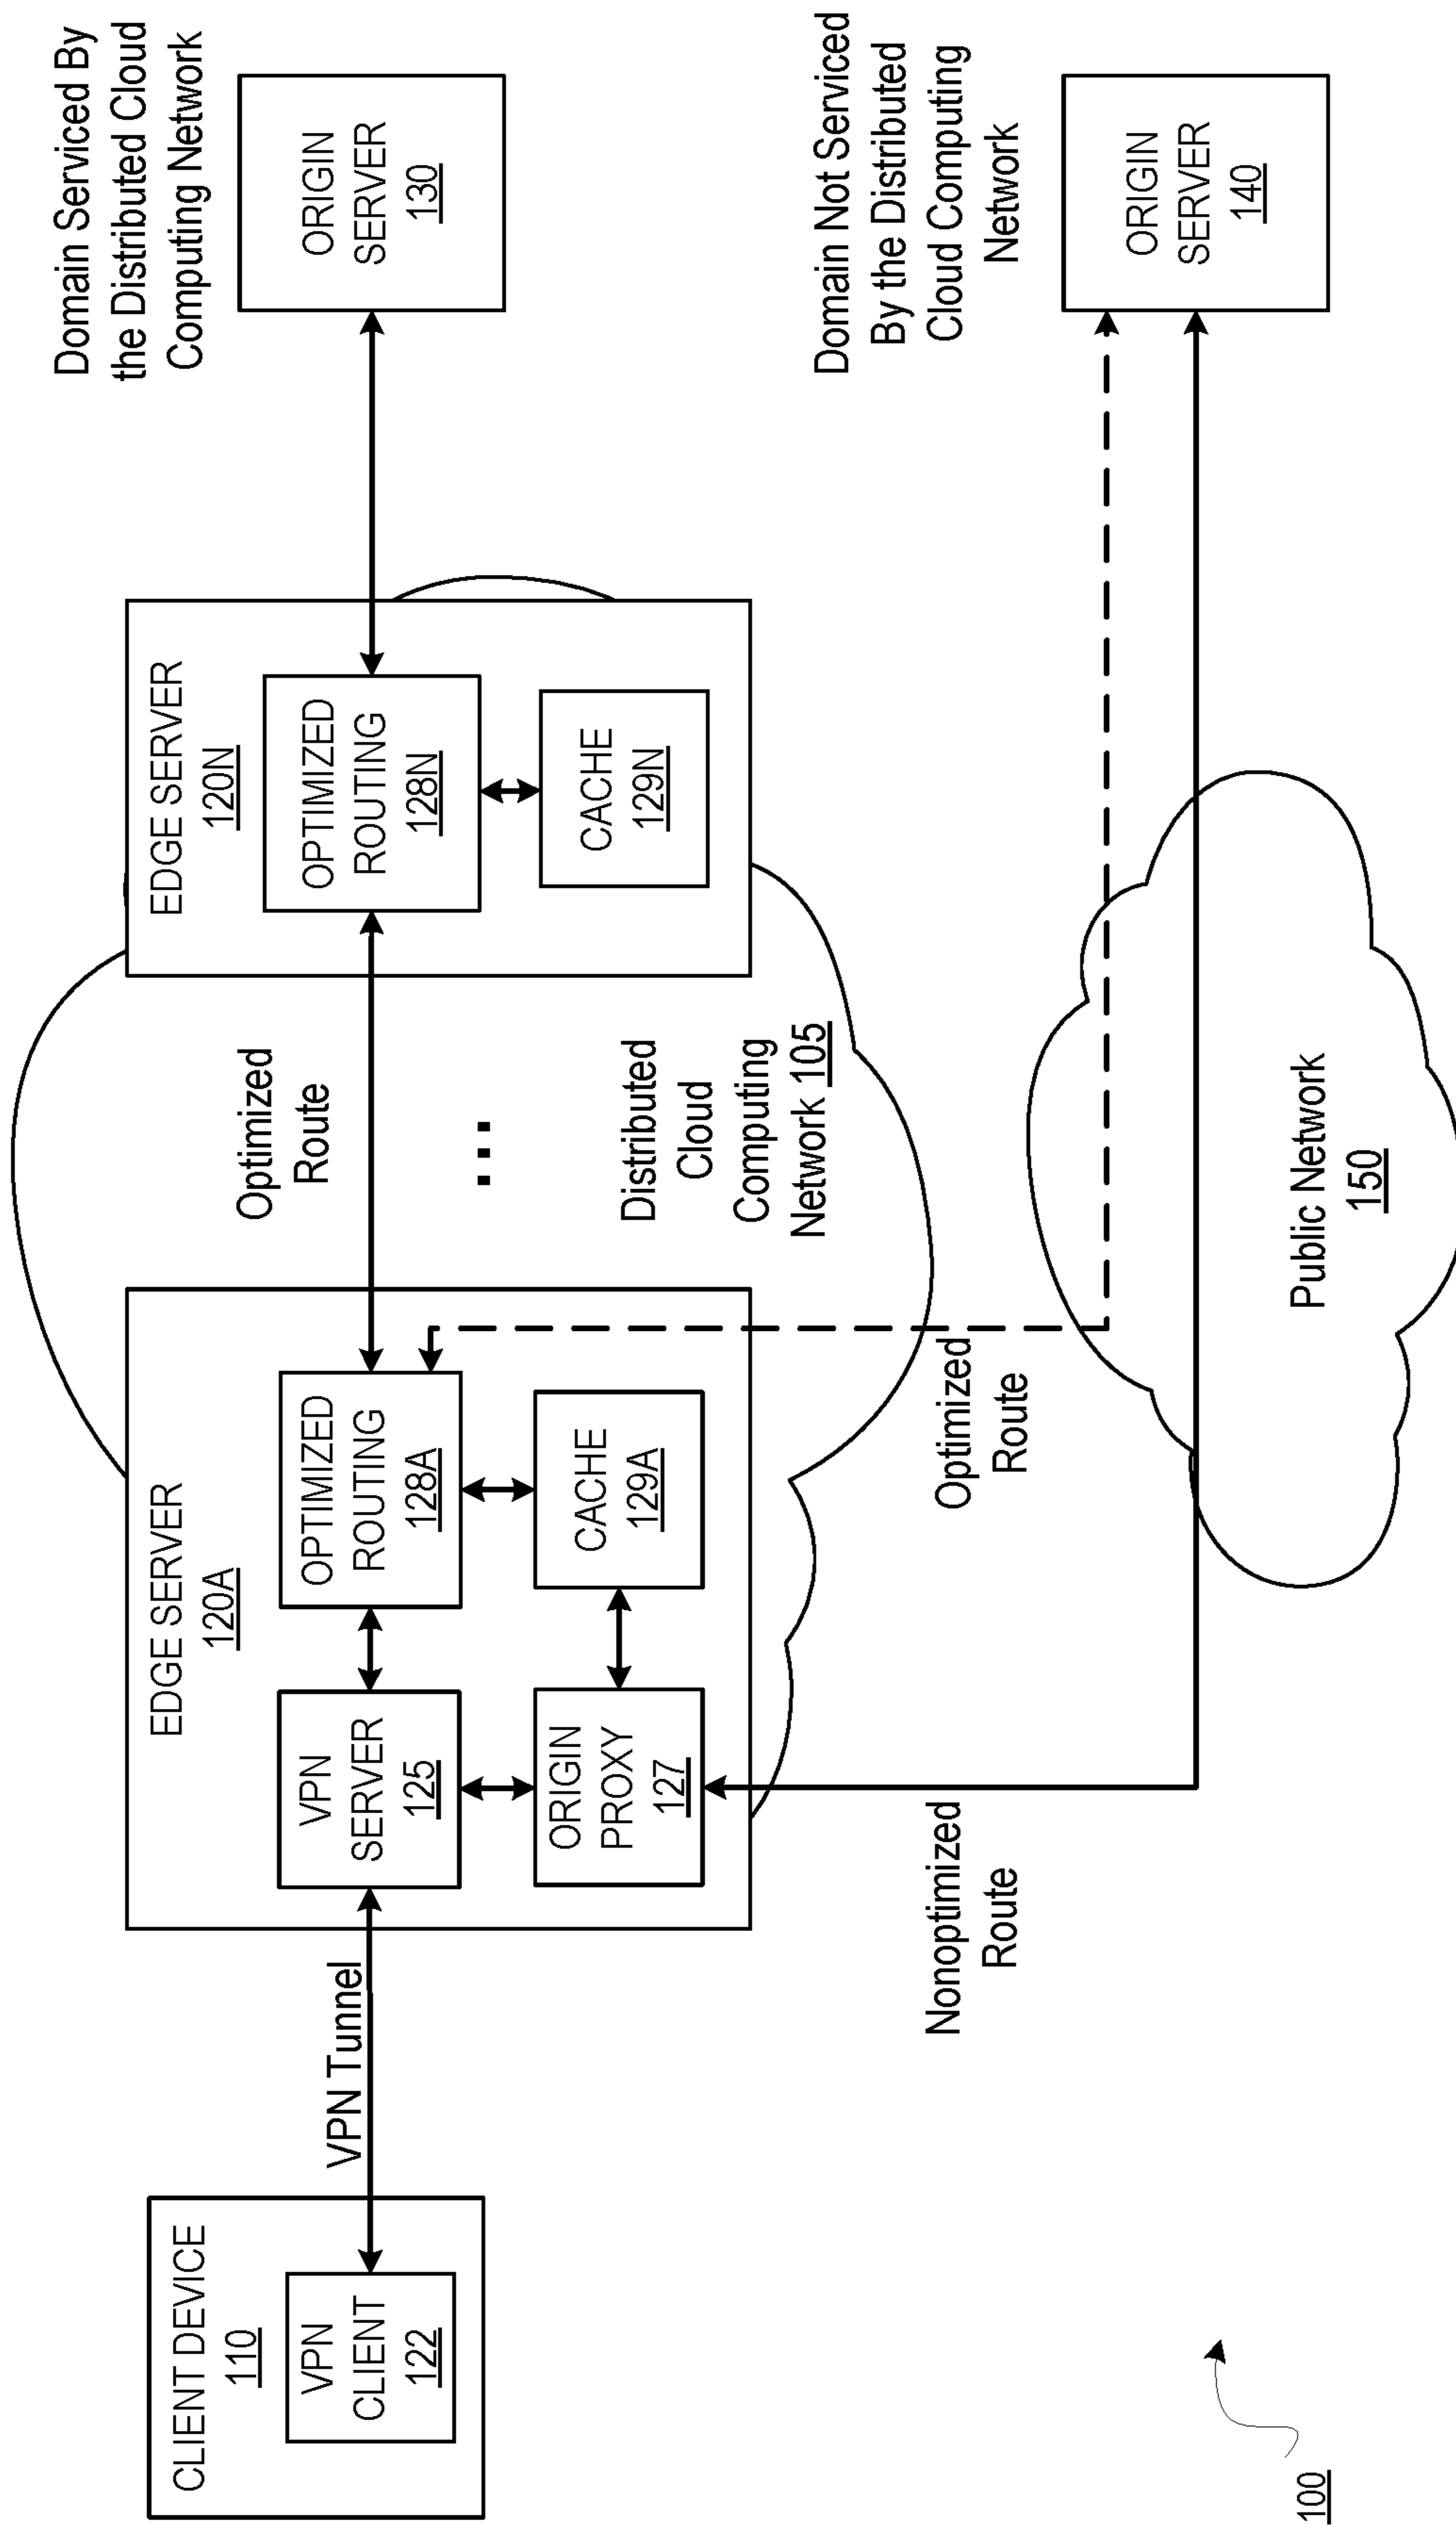 CLIENT DEVICE
110
VPN
CLIENT
122
VPN Tunnel
EDGE SERVER
120A
VPN
SERVER
125
OPTIMIZED
ROUTING
128A
ORIGIN
PROXY
127
CACHE
129A
Optimized
Route
Distributed
Cloud
Computing
Network 105
EDGE SERVER
120N
OPTIMIZED
ROUTING
128N
CACHE
129N
Domain Serviced By
the Distributed Cloud
Computing Network
ORIGIN
SERVER
130
Nonoptimized
Route
Optimized
Route
Public Network
150
Domain Not Serviced
By the Distributed
Cloud Computing
Network
ORIGIN
SERVER
140
100